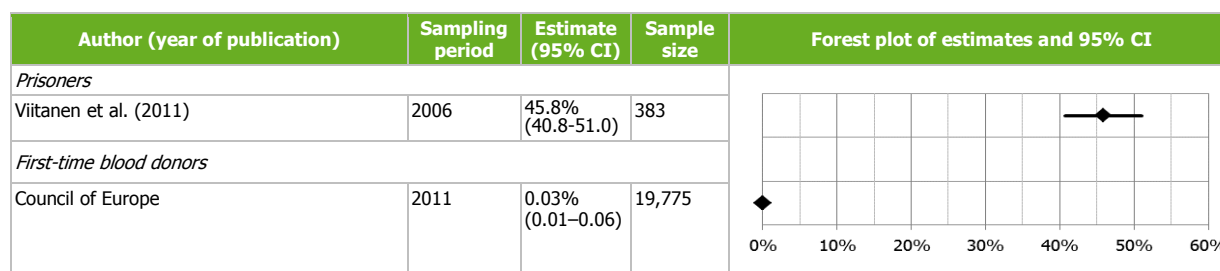 Author (year of publication) Sampling period Estimate (95% CI) Sample size Forest plot of estimates and 95% CI
Prisoners
Viitanen et al. (2011) 2006 45.8% (40.8-51.0) 383
First-time blood donors
Council of Europe 2011 0.03% (0.01–0.06) 19,775
0% 10% 20% 30% 40% 50% 60%